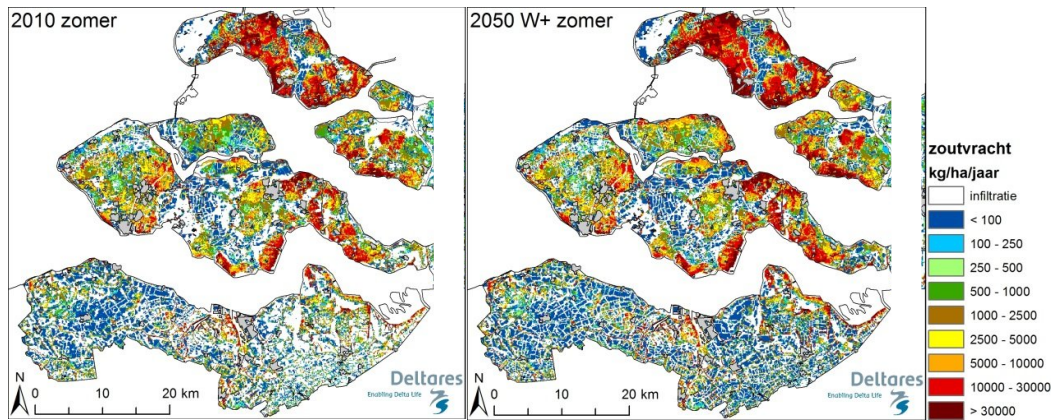 2010 zomer
N
0 10 20 km
Deltares
Enabling Delta Life
2050 W+ zomer
N
0 10 20 km
Deltares
Enabling Delta Life
zoutvracht
kg/ha/jaar
infiltratie
< 100
100 - 250
250 - 500
500 - 1000
1000 - 2500
2500 - 5000
5000 - 10000
10000 - 30000
> 30000